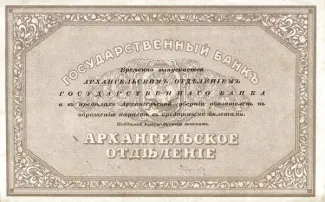 ГОСУДАРСТВЕННЫЙ БАНКЪ
Временно выпускается
АРХАНГЕЛЬСКИМЪ ОТДѢЛЕНІЕМЪ
ГОСУДАРСТВЕННАГО БАНКА
и въ предѣлахъ Архангельской губерніи обязателенъ къ
обращенію наравнѣ съ кредитными билетами.
АРХАНГЕЛЬСКОЕ
ОТДѢЛЕНІЕ